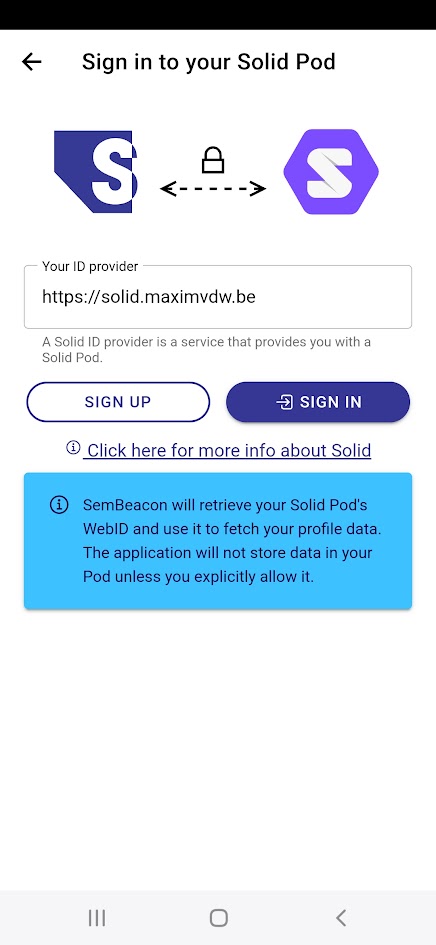 Sign in to your Solid Pod
S
S
Your ID provider
https://solid.maximvdw.be
A Solid ID provider is a service that provides you with a
Solid Pod.
SIGN UP
SIGN IN
Click here for more info about Solid
SemBeacon will retrieve your Solid Pod's
WebID and use it to fetch your profile data.
The application will not store data in your
Pod unless you explicitly allow it.